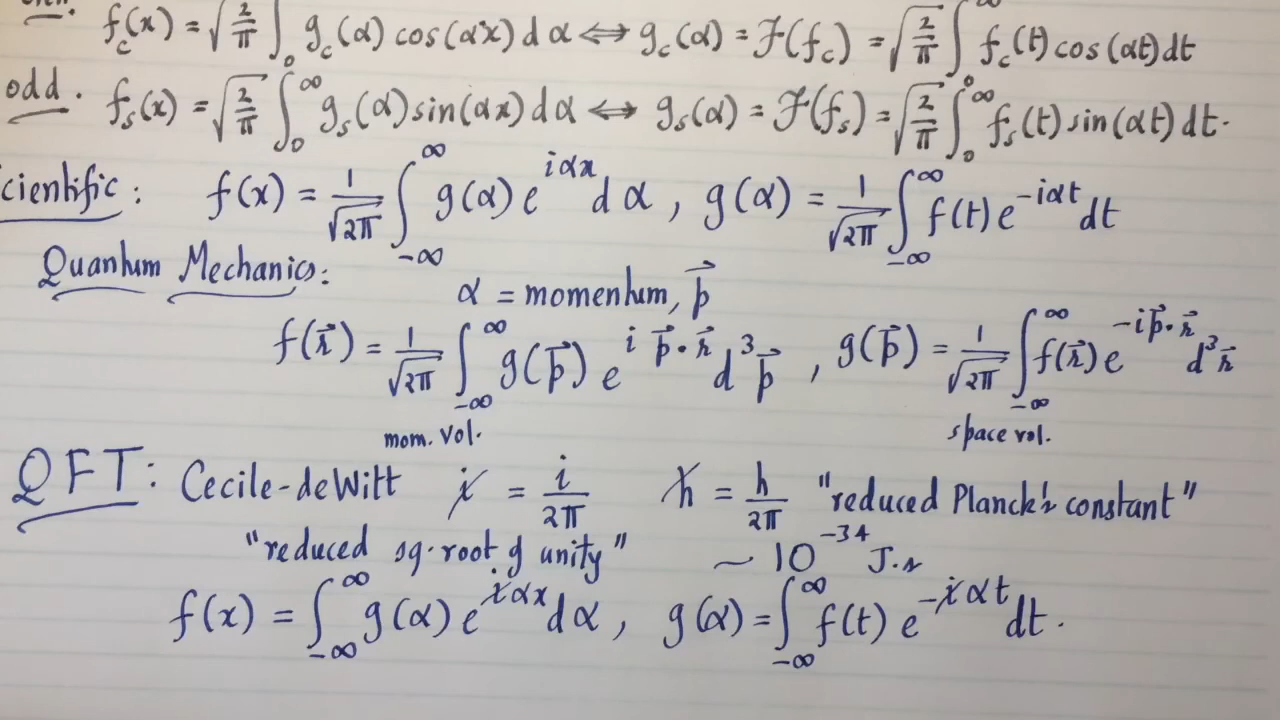 f_c(x) = √(2/π) ∫_0 g_c(α) cos(αx) dα ⟺ g_c(α) = F(f_c) = √(2/π) ∫_0^∞ f_c(t) cos(αt) dt
odd. f_s(x) = √(2/π) ∫_0^∞ g_s(α) sin(αx) dα ⟺ g_s(α) = F(f_s) = √(2/π) ∫_0^∞ f_s(t) sin(αt) dt.
cientific: f(x) = 1/√2π ∫_{-∞}^∞ g(α) e^{iαx} dα, g(α) = 1/√2π ∫_{-∞}^∞ f(t) e^{-iαt} dt
Quantum Mechanics:
α = momentum, p⃗
f(r⃗) = 1/√2π ∫_{-∞}^∞ g(p⃗) e^{i p⃗·r⃗} d³p⃗, g(p⃗) = 1/√2π ∫_{-∞}^∞ f(r⃗) e^{-ip⃗·r⃗} d³r⃗
mom. vol. space vol.
QFT: Cecile-deWitt ɨ = i/2π ħ = h/2π "reduced Planck's constant"
"reduced sq. root of unity" ~ 10^{-34} J.s
f(x) = ∫_{-∞}^∞ g(α) e^{ɨαx} dα, g(α) = ∫_{-∞}^∞ f(t) e^{-ɨαt} dt.